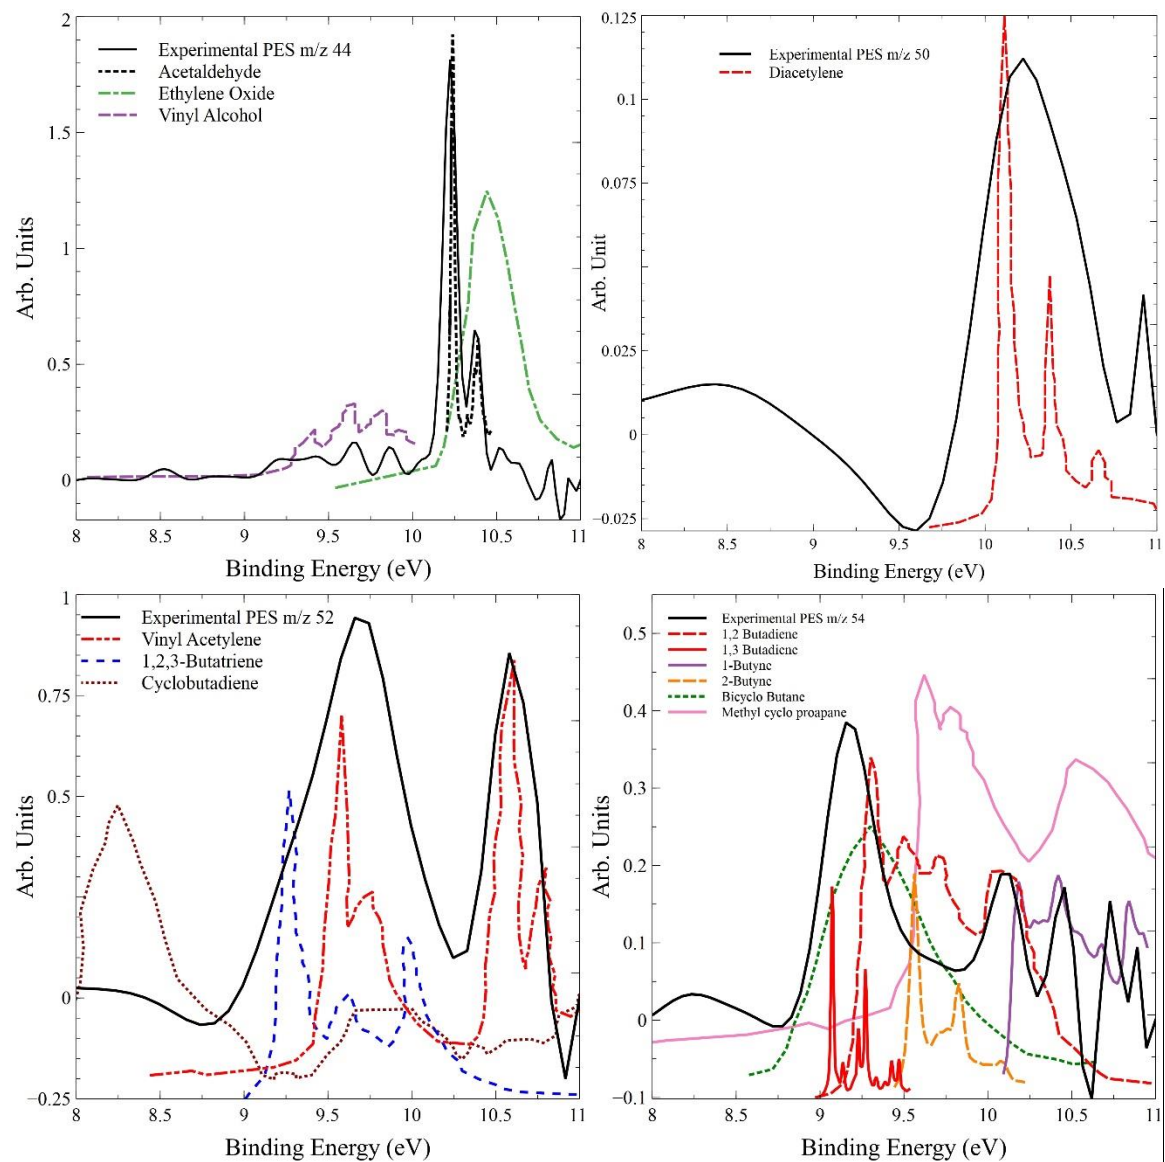 2
1.5
1
0.5
0
Arb. Units
Experimental PES m/z 44
Acetaldehyde
Ethylene Oxide
Vinyl Alcohol
8 8.5 9 9.5 10 10.5 11
Binding Energy (eV)
0.125
0.1
0.075
0.025
0
−0.025
Arb. Unit
Experimental PES m/z 50
Diacetylene
8 8.5 9 9.5 10 10.5 11
Binding Energy (eV)
1
0.75
0.5
0.25
0
−0.25
Arb. Units
Experimental PES m/z 52
Vinyl Acetylene
1,2,3-Butatriene
Cyclobutadiene
8 8.5 9 9.5 10 10.5 11
Binding Energy (eV)
0.5
0.4
0.3
0.2
0.1
0
−0.1
Arb. Units
Experimental PES m/z 54
1,2 Butadiene
1,3 Butadiene
1-Butyne
2-Butyne
Bicyclo Butane
Methyl cyclo proapane
8 9 9.5 10 10.5 11
Binding Energy (eV)